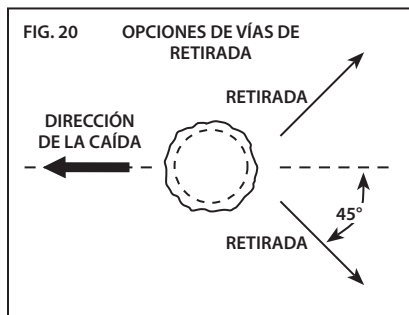 FIG. 20 OPCIONES DE VÍAS DE
RETIRADA
RETIRADA
DIRECCIÓN
DE LA CAÍDA
45°
RETIRADA